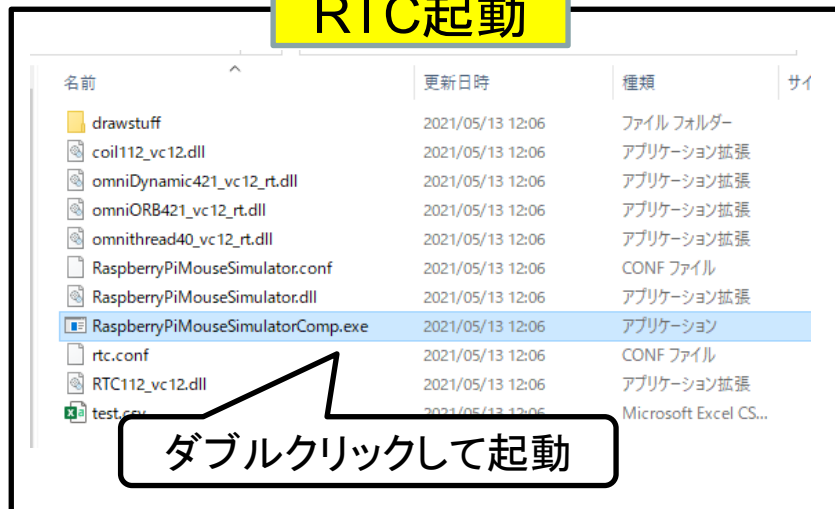 RTC起動
名前 更新日時 種類 サイ
drawstuff 2021/05/13 12:06 ファイル フォルダー
coil112_vc12.dll 2021/05/13 12:06 アプリケーション拡張
omniDynamic421_vc12_rt.dll 2021/05/13 12:06 アプリケーション拡張
omniORB421_vc12_rt.dll 2021/05/13 12:06 アプリケーション拡張
omnithread40_vc12_rt.dll 2021/05/13 12:06 アプリケーション拡張
RaspberryPiMouseSimulator.conf 2021/05/13 12:06 CONF ファイル
RaspberryPiMouseSimulator.dll 2021/05/13 12:06 アプリケーション拡張
RaspberryPiMouseSimulatorComp.exe 2021/05/13 12:06 アプリケーション
rtc.conf 2021/05/13 12:06 CONF ファイル
RTC112_vc12.dll 2021/05/13 12:06 アプリケーション拡張
test.csv 2021/05/13 12:06 Microsoft Excel CS...
ダブルクリックして起動